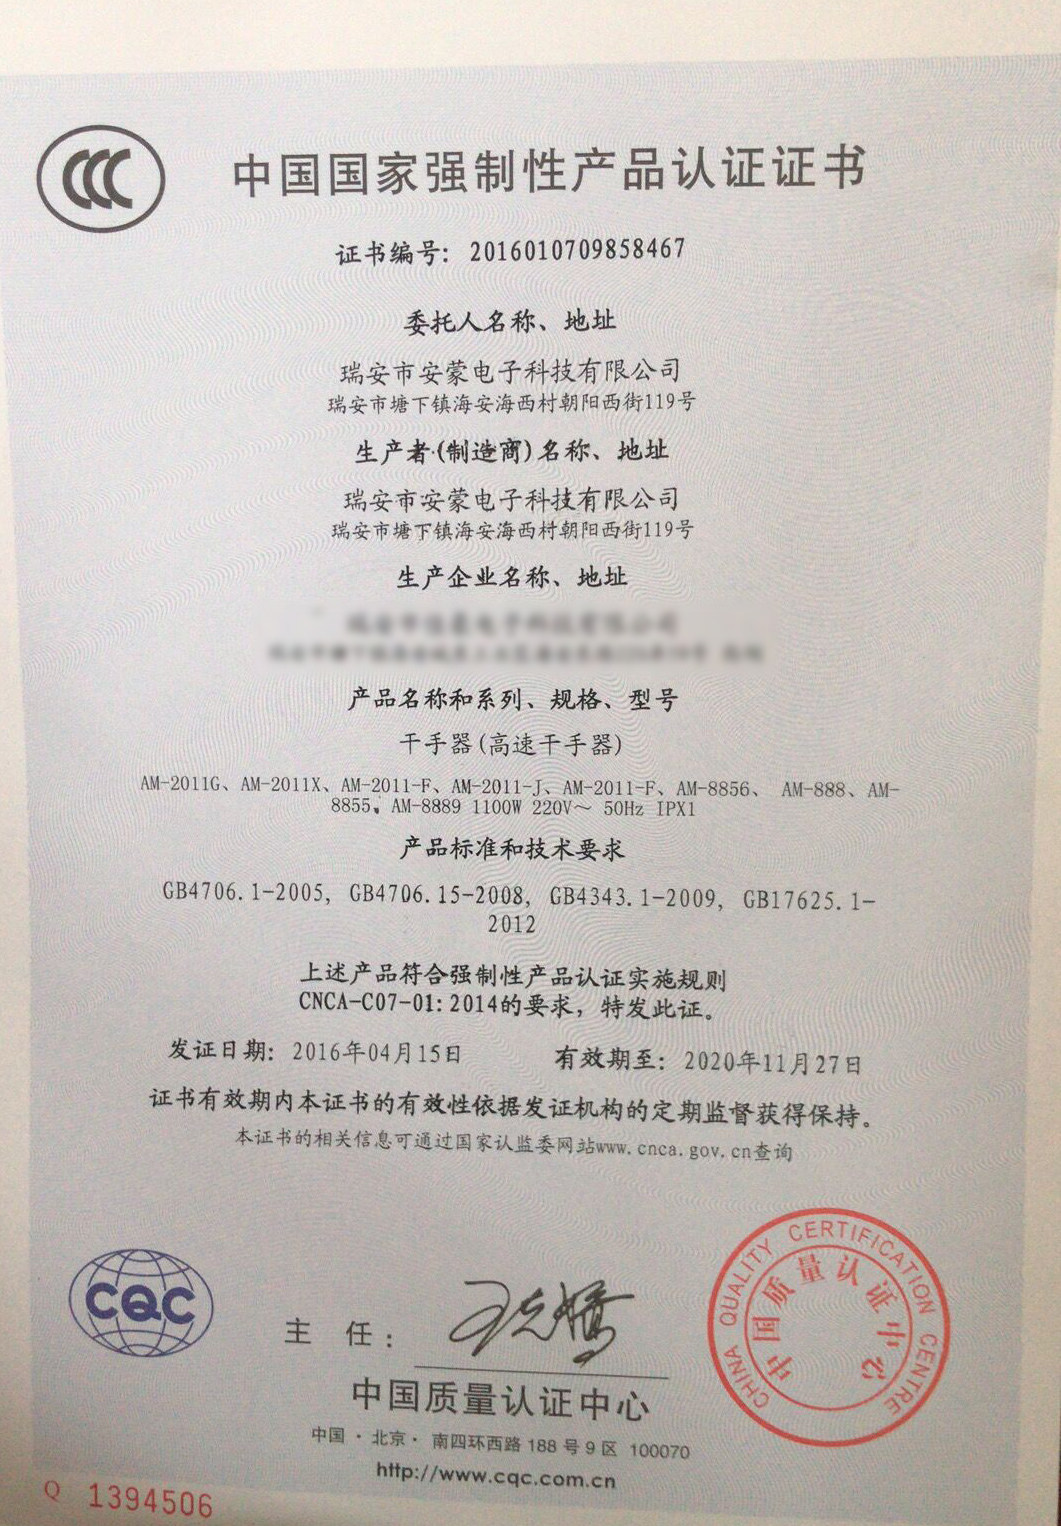 CCC
中国国家强制性产品认证证书
证书编号: 2016010709858467
委托人名称、地址
瑞安市安蒙电子科技有限公司
瑞安市塘下镇海安海西村朝阳西街119号
生产者(制造商)名称、地址
瑞安市安蒙电子科技有限公司
瑞安市塘下镇海安海西村朝阳西街119号
生产企业名称、地址
产品名称和系列、规格、型号
干手器(高速干手器)
AM-2011G、AM-2011X、AM-2011-F、AM-2011-J、AM-2011-F、AM-8856、 AM-888、AM-
8855、AM-8889 1100W 220V～ 50Hz IPX1
产品标准和技术要求
GB4706.1-2005, GB4706.15-2008, GB4343.1-2009, GB17625.1-
2012
上述产品符合强制性产品认证实施规则
CNCA-C07-01:2014的要求，特发此证。
发证日期: 2016年04月15日 有效期至: 2020年11月27日
证书有效期内本证书的有效性依据发证机构的定期监督获得保持。
本证书的相关信息可通过国家认监委网站www.cnca.gov.cn查询
CQC
主 任:
CHINA QUALITY CERTIFICATION CENTRE
中国质量认证中心
中国质量认证中心
中国·北京·南四环西路 188 号 9 区 100070
http://www.cqc.com.cn
Q 1394506